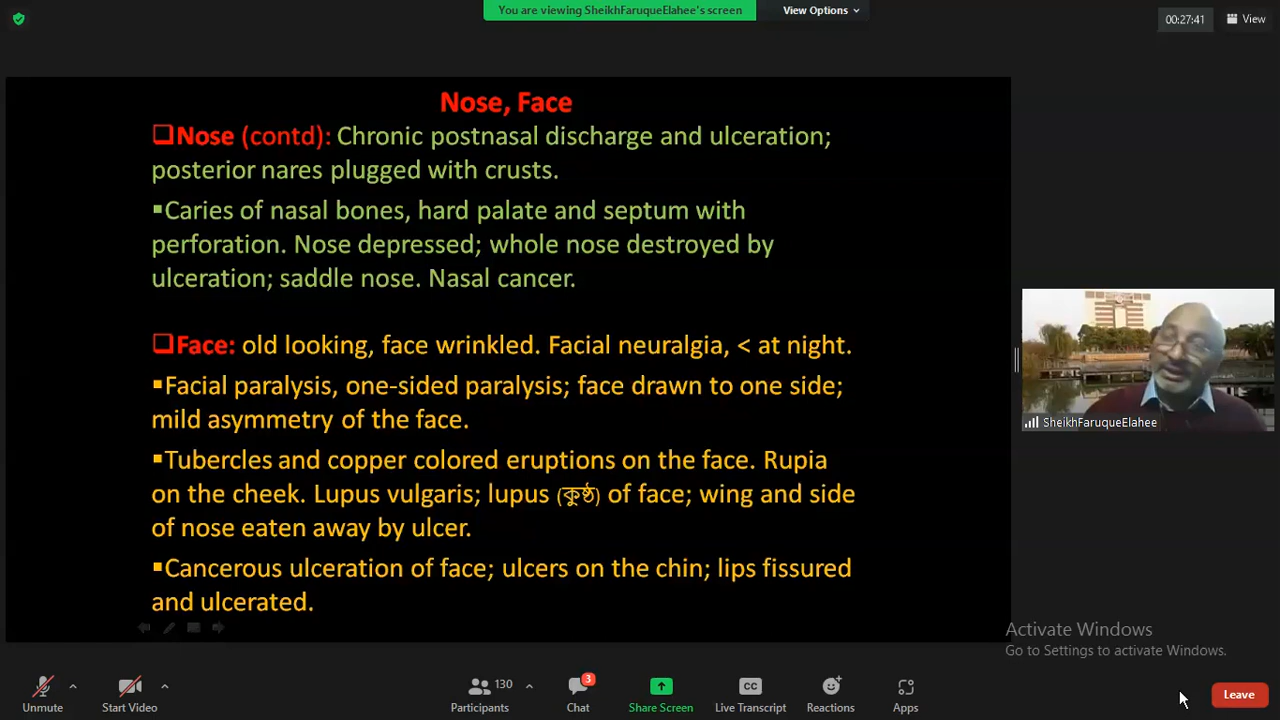 You are viewing SheikhFaruqueElahee's screen
View Options
00:27:41
View
Nose, Face
❑Nose (contd): Chronic postnasal discharge and ulceration;
posterior nares plugged with crusts.
▪Caries of nasal bones, hard palate and septum with
perforation. Nose depressed; whole nose destroyed by
ulceration; saddle nose. Nasal cancer.
❑Face: old looking, face wrinkled. Facial neuralgia, < at night.
▪Facial paralysis, one-sided paralysis; face drawn to one side;
mild asymmetry of the face.
▪Tubercles and copper colored eruptions on the face. Rupia
on the cheek. Lupus vulgaris; lupus (কুষ্ঠ) of face; wing and side
of nose eaten away by ulcer.
▪Cancerous ulceration of face; ulcers on the chin; lips fissured
and ulcerated.
SheikhFaruqueElahee
Activate Windows
Go to Settings to activate Windows.
Unmute
Start Video
130
Participants
3
Chat
Share Screen
CC
Live Transcript
Reactions
Apps
Leave